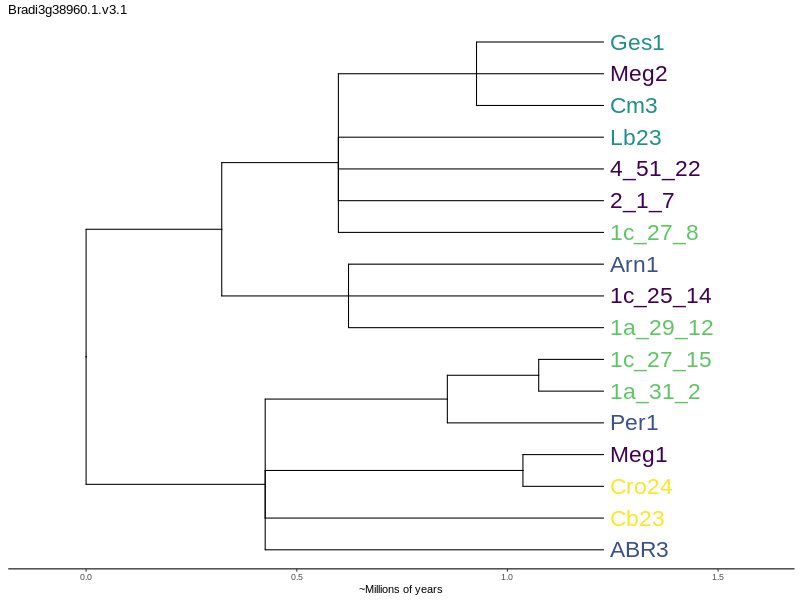 Bradi3g38960.1.v3.1
Ges1
Meg2
Cm3
Lb23
4_51_22
2_1_7
1c_27_8
Arn1
1c_25_14
1a_29_12
1c_27_15
1a_31_2
Per1
Meg1
Cro24
Cb23
ABR3
0.0 0.5 1.0 1.5
~Millions of years